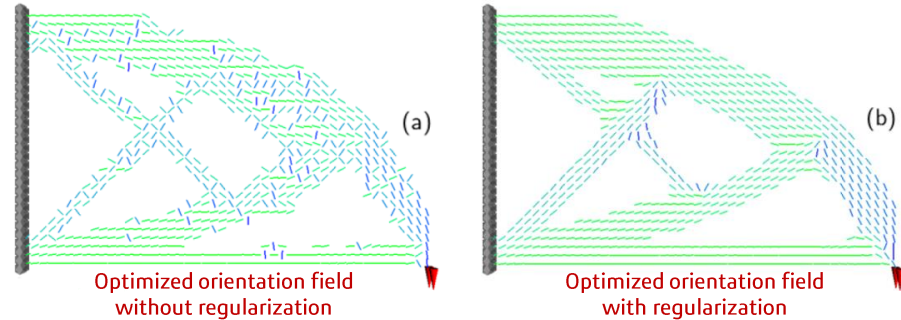 (a)
(b)
Optimized orientation field
without regularization
Optimized orientation field
with regularization